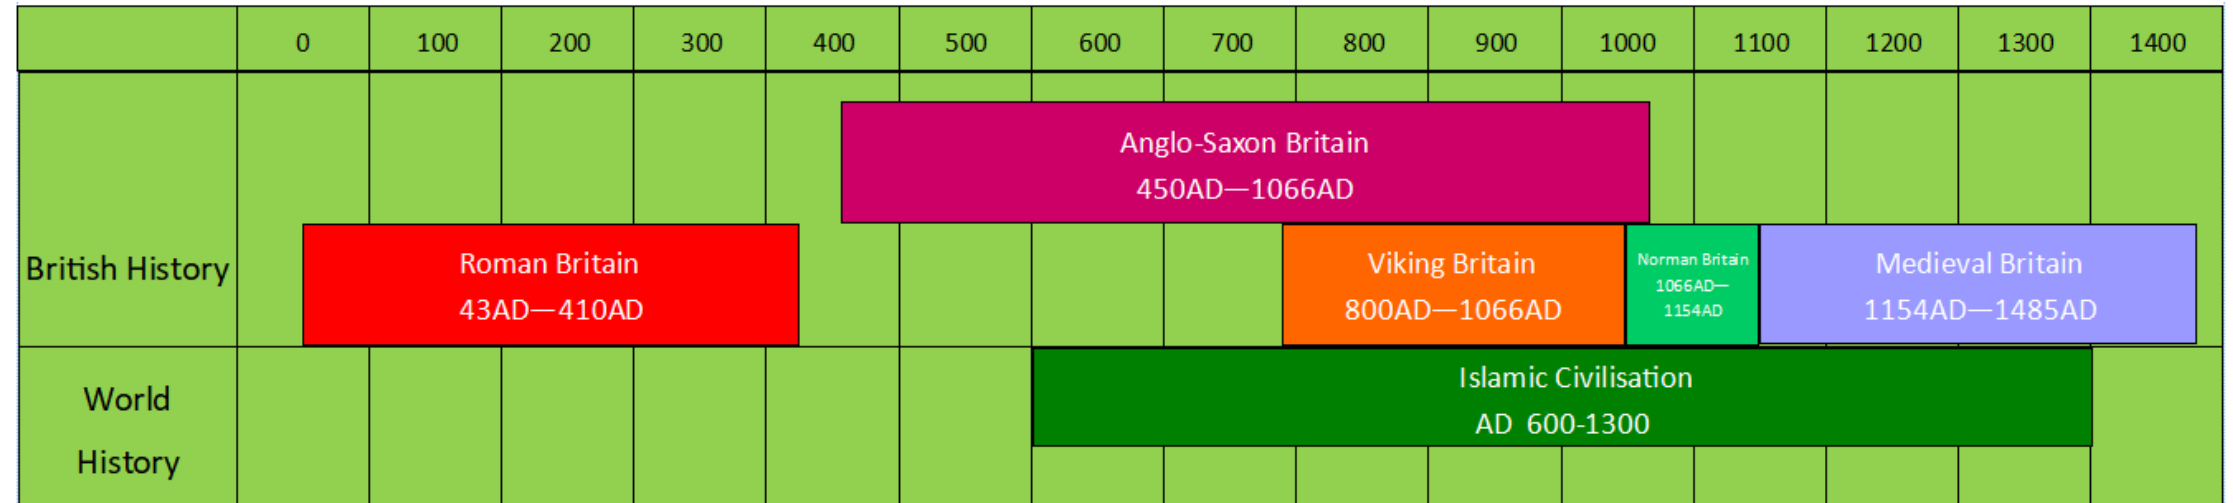 0 100 200 300 400 500 600 700 800 900 1000 1100 1200 1300 1400
British History
Anglo-Saxon Britain
450AD—1066AD
Roman Britain
43AD—410AD
Viking Britain
800AD—1066AD
Norman Britain
1066AD—
1154AD
Medieval Britain
1154AD—1485AD
World
History
Islamic Civilisation
AD 600-1300